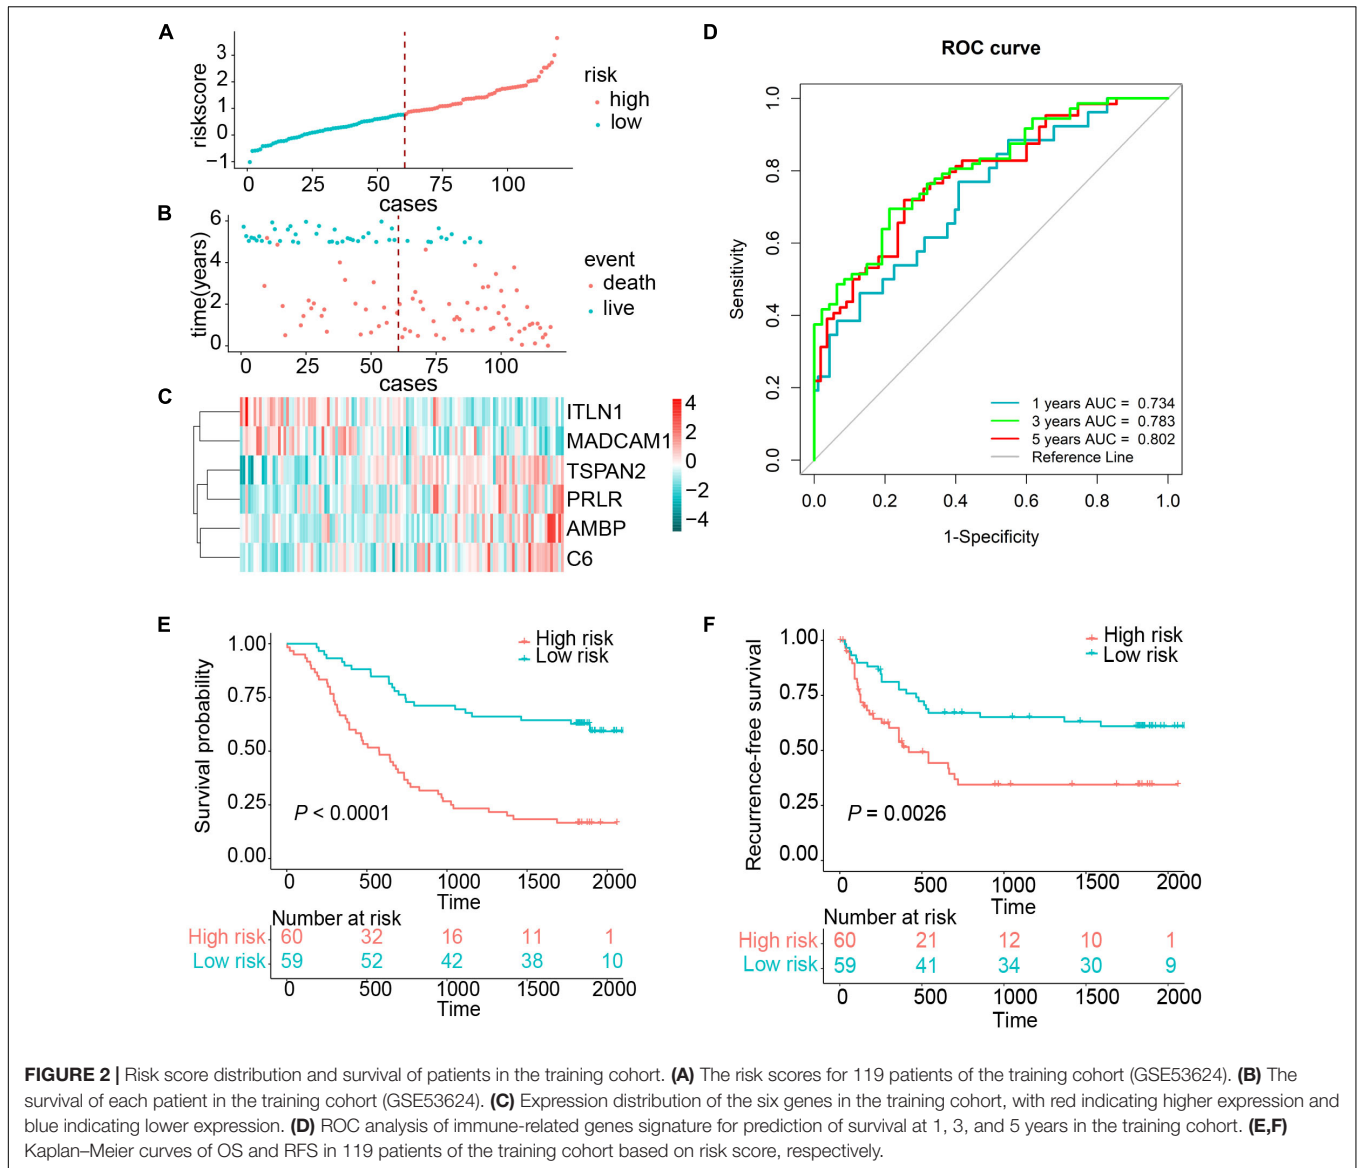 A
riskscore
3
2
1
0
−1
0 25 50 75 100
cases
risk
high
low
B
time(years)
6
4
2
0
0 25 50 75 100
cases
event
death
live
C
ITLN1
MADCAM1
TSPAN2
PRLR
AMBP
C6
4
2
0
−2
−4
D
ROC curve
Sensitivity
1.0
0.8
0.6
0.4
0.2
0.0
1 years AUC = 0.734
3 years AUC = 0.783
5 years AUC = 0.802
Reference Line
0.0 0.2 0.4 0.6 0.8 1.0
1-Specificity
E
Survival probability
1.00
0.75
0.50
0.25
0.00
High risk
Low risk
P < 0.0001
0 500 1000 1500 2000
Time
Number at risk
High risk 60 32 16 11 1
Low risk 59 52 42 38 10
0 500 1000 1500 2000
Time
F
Recurrence-free survival
1.00
0.75
0.50
0.25
0.00
High risk
Low risk
P = 0.0026
0 500 1000 1500 2000
Time
Number at risk
High risk 60 21 12 10 1
Low risk 59 41 34 30 9
0 500 1000 1500 2000
Time
FIGURE 2 | Risk score distribution and survival of patients in the training cohort. (A) The risk scores for 119 patients of the training cohort (GSE53624). (B) The
survival of each patient in the training cohort (GSE53624). (C) Expression distribution of the six genes in the training cohort, with red indicating higher expression and
blue indicating lower expression. (D) ROC analysis of immune-related genes signature for prediction of survival at 1, 3, and 5 years in the training cohort. (E,F)
Kaplan–Meier curves of OS and RFS in 119 patients of the training cohort based on risk score, respectively.